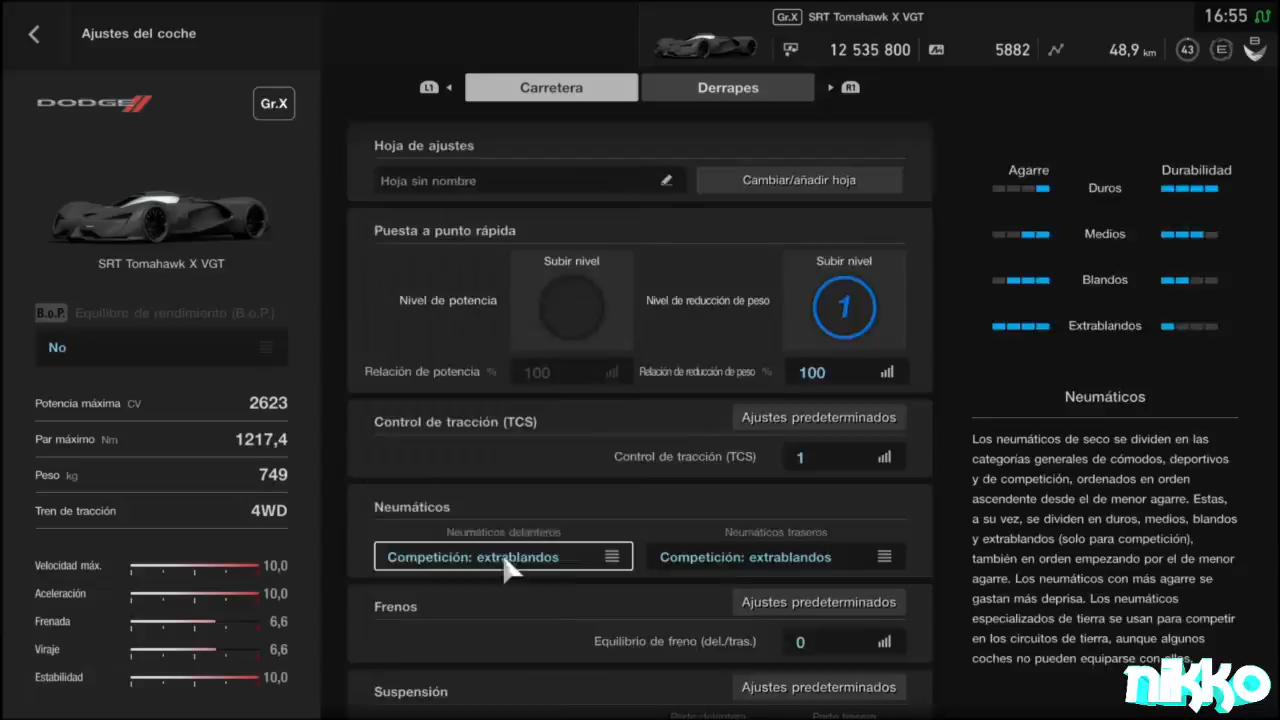 Ajustes del coche
Gr.X SRT Tomahawk X VGT
16:55
12 535 800
5882
48,9 km
43
E
B
DODGE
Gr.X
SRT Tomahawk X VGT
B.o.P. Equilibro de rendimiento (B.o.P.)
No
Potencia máxima CV 2623
Par máximo Nm 1217,4
Peso kg 749
Tren de tracción 4WD
Velocidad máx. 10,0
Aceleración 10,0
Frenada 6,6
Viraje 6,6
Estabilidad 10,0
L1 Carretera Derrapes R1
Hoja de ajustes
Hoja sin nombre
Cambiar/añadir hoja
Puesta a punto rápida
Subir nivel
Subir nivel
Nivel de potencia
Nivel de reducción de peso
1
Relación de potencia % 100
Relación de reducción de peso % 100
Control de tracción (TCS)
Ajustes predeterminados
Control de tracción (TCS) 1
Neumáticos
Neumáticos delanteros
Neumáticos traseros
Competición: extrablandos
Competición: extrablandos
Frenos
Ajustes predeterminados
Equilibrio de freno (del./tras.) 0
Suspensión
Ajustes predeterminados
Agarre
Durabilidad
Duros
Medios
Blandos
Extrablandos
Neumáticos
Los neumáticos de seco se dividen en las
categorías generales de cómodos, deportivos
y de competición, ordenados en orden
ascendente desde el de menor agarre. Estas,
a su vez, se dividen en duros, medios, blandos
y extrablandos (solo para competición),
también en orden empezando por el de menor
agarre. Los neumáticos con más agarre se
gastan más deprisa. Los neumáticos
especializados de tierra se usan para competir
en los circuitos de tierra, aunque algunos
coches no pueden equiparse con ellos.
nikko